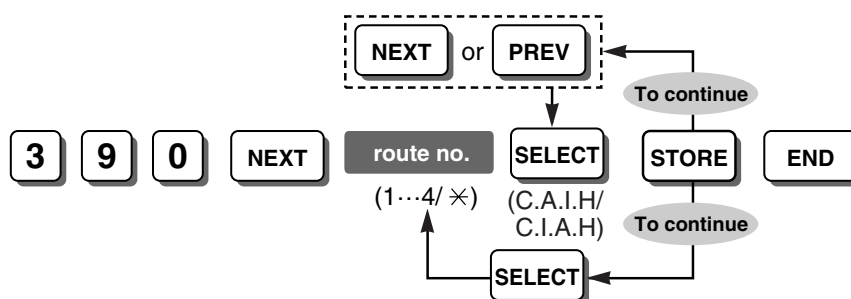 NEXT or PREV
To continue
3 9 0 NEXT route no. SELECT STORE END
(1···4/ ✳)
(C.A.I.H/
C.I.A.H)
To continue
SELECT